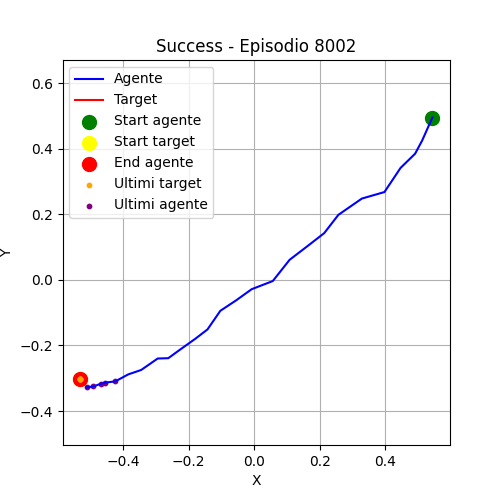 Success - Episodio 8002
Agente
Target
Start agente
Start target
End agente
Ultimi target
Ultimi agente
0.6
0.4
0.2
0.0
−0.2
−0.4
Y
−0.4
−0.2
0.0
0.2
0.4
X